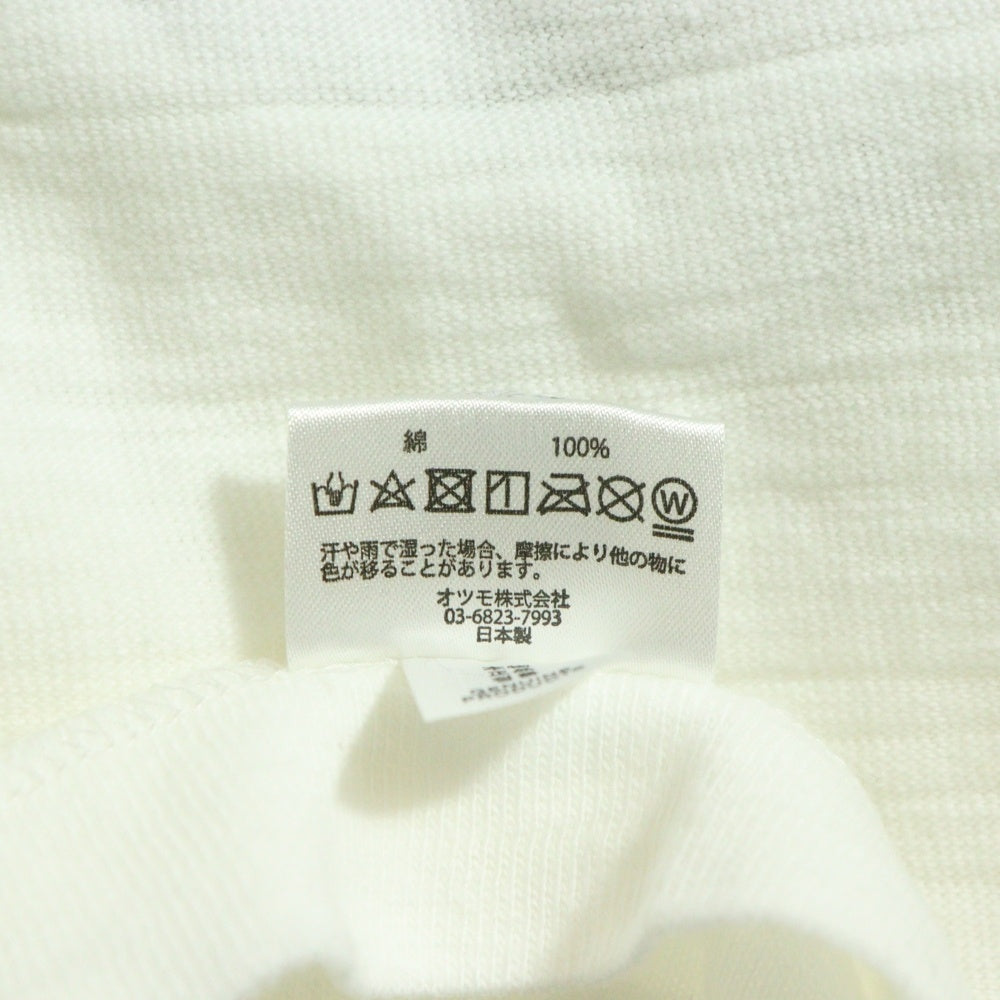 綿 100%
W
汗や雨で湿った場合、摩擦により他の物に
色が移ることがあります。
オツモ株式会社
03-6823-7993
日本製